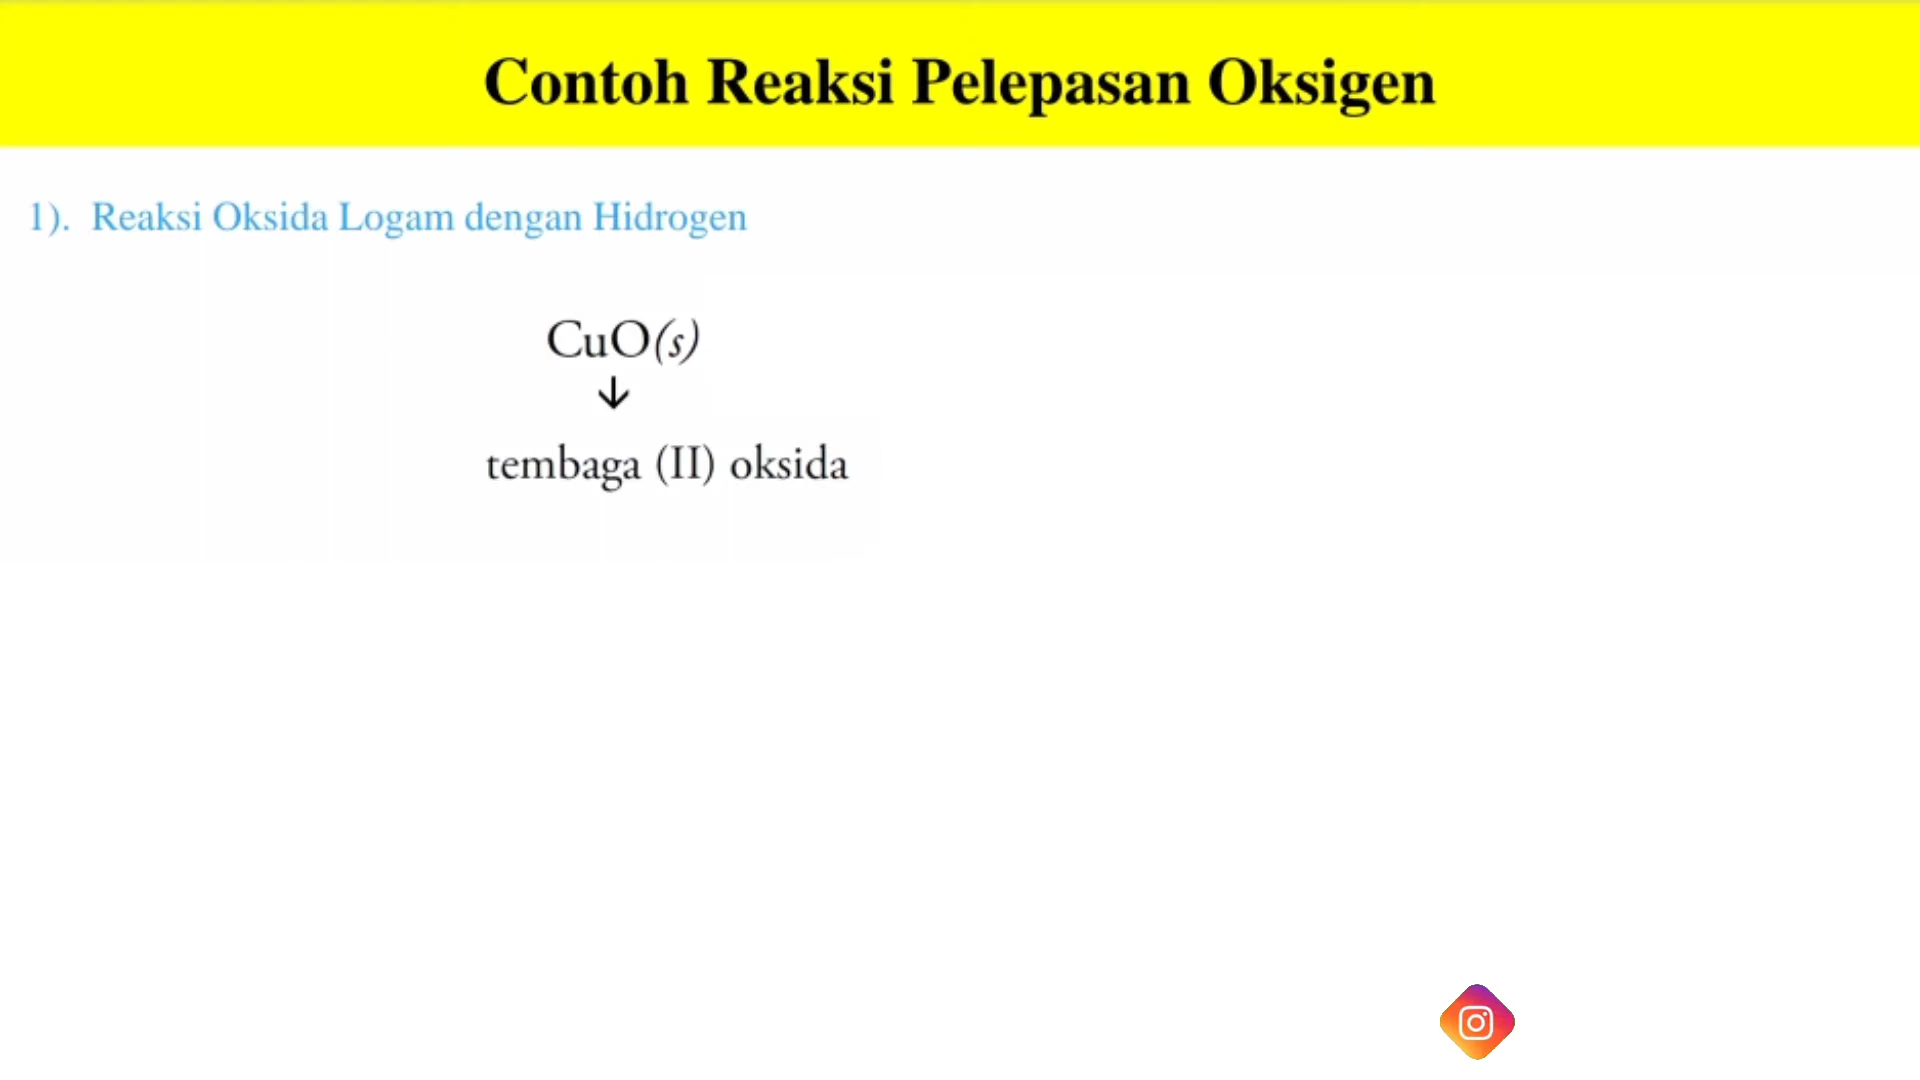 Contoh Reaksi Pelepasan Oksigen
1). Reaksi Oksida Logam dengan Hidrogen
CuO(s)
↓
tembaga (II) oksida